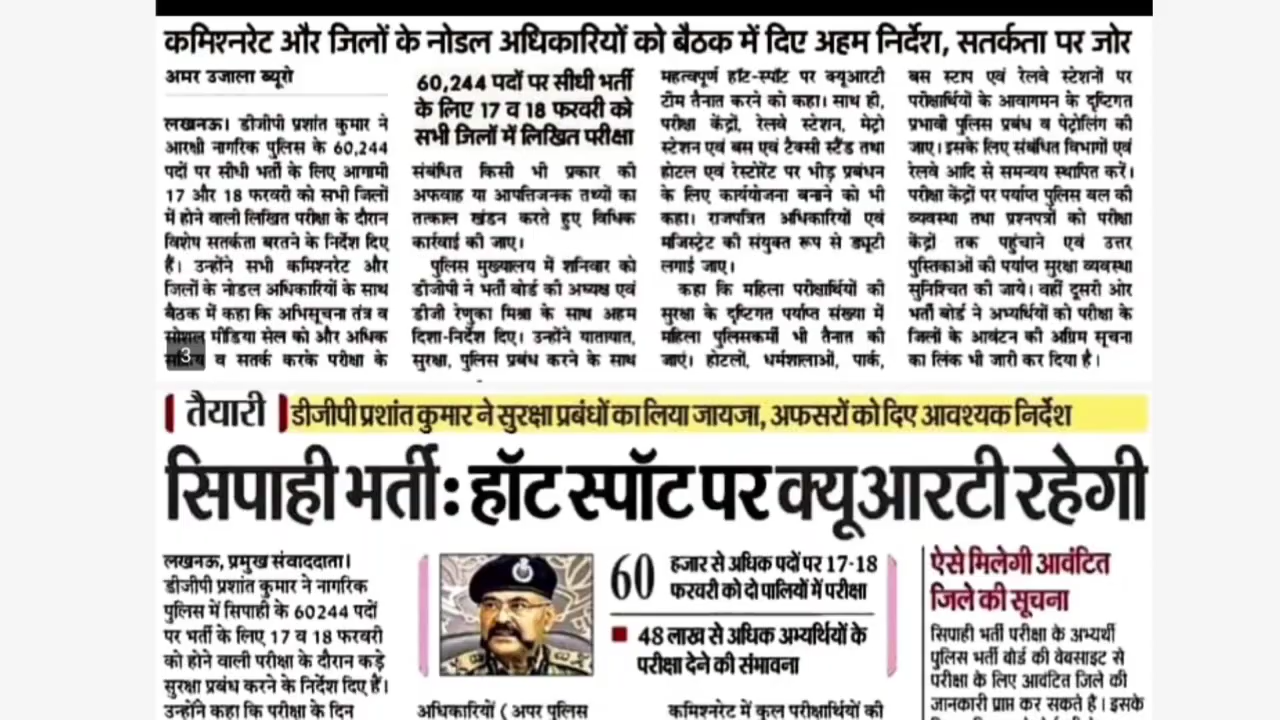 कमिश्नरेट और जिलों के नोडल अधिकारियों को बैठक में दिए अहम निर्देश, सतर्कता पर जोर
अमर उजाला ब्यूरो
लखनऊ। डीजीपी प्रशांत कुमार ने
आरक्षी नागरिक पुलिस के 60,244
पदों पर सीधी भर्ती के लिए आगामी
17 और 18 फरवरी को सभी जिलों
में होने वाली लिखित परीक्षा के दौरान
विशेष सतर्कता बरतने के निर्देश दिए
हैं। उन्होंने सभी कमिश्नरेट और
जिलों के नोडल अधिकारियों के साथ
बैठक में कहा कि अभिसूचना तंत्र व
सोशल मीडिया सेल को और अधिक
3
व सतर्क करके परीक्षा के
60,244 पदों पर सीधी भर्ती
के लिए 17 व 18 फरवरी को
सभी जिलों में लिखित परीक्षा
संबंधित किसी भी प्रकार की
अफवाह या आपत्तिजनक तथ्यों का
तत्काल खंडन करते हुए विधिक
कार्रवाई की जाए।
पुलिस मुख्यालय में शनिवार को
डीजीपी ने भर्ती बोर्ड की अध्यक्ष एवं
डीजी रेणुका मिश्रा के साथ अहम
दिशा-निर्देश दिए। उन्होंने यातायात,
सुरक्षा, पुलिस प्रबंध करने के साथ
महत्वपूर्ण हॉट-स्पॉट पर क्यूआरटी
टीम तैनात करने को कहा। साथ ही,
परीक्षा केंद्रों, रेलवे स्टेशन, मेट्रो
स्टेशन एवं बस एवं टैक्सी स्टैंड तथा
होटल एवं रेस्टोरेंट पर भीड़ प्रबंधन
के लिए कार्ययोजना बनाने को भी
कहा। राजपत्रित अधिकारियों एवं
मजिस्ट्रेट की संयुक्त रूप से ड्यूटी
लगाई जाए।
कहा कि महिला परीक्षार्थियों की
सुरक्षा के दृष्टिगत पर्याप्त संख्या में
महिला पुलिसकर्मी भी तैनात की
जाएं। होटलों, धर्मशालाओं, पार्क,
बस स्टाप एवं रेलवे स्टेशनों पर
परीक्षार्थियों के आवागमन के दृष्टिगत
प्रभावी पुलिस प्रबंध व पेट्रोलिंग की
जाए। इसके लिए संबंधित विभागों एवं
रेलवे आदि से समन्वय स्थापित करें।
परीक्षा केंद्रों पर पर्याप्त पुलिस बल की
व्यवस्था तथा प्रश्नपत्रों को परीक्षा
केंद्रों तक पहुंचाने एवं उत्तर
पुस्तिकाओं की पर्याप्त सुरक्षा व्यवस्था
सुनिश्चित की जाये। वहीं दूसरी ओर
भर्ती बोर्ड ने अभ्यर्थियों को परीक्षा के
जिलों के आवंटन की अग्रिम सूचना
का लिंक भी जारी कर दिया है।
तैयारी
डीजीपी प्रशांत कुमार ने सुरक्षा प्रबंधों का लिया जायजा, अफसरों को दिए आवश्यक निर्देश
सिपाही भर्ती : हॉट स्पॉट पर क्यूआरटी रहेगी
लखनऊ, प्रमुख संवाददाता।
डीजीपी प्रशांत कुमार ने नागरिक
पुलिस में सिपाही के 60244 पदों
पर भर्ती के लिए 17 व 18 फरवरी
को होने वाली परीक्षा के दौरान कड़े
सुरक्षा प्रबंध करने के निर्देश दिए हैं।
उन्होंने कहा कि परीक्षा के दिन
60 हजार से अधिक पदों पर 17-18
फरवरी को दो पालियों में परीक्षा
48 लाख से अधिक अभ्यर्थियों के
परीक्षा देने की संभावना
अधिकारियों ( अपर पुलिस
कमिश्नरेट में कुल परीक्षार्थियों की
ऐसे मिलेगी आवंटित
जिले की सूचना
सिपाही भर्ती परीक्षा के अभ्यर्थी
पुलिस भर्ती बोर्ड की वेबसाइट से
परीक्षा के लिए आवंटित जिले की
जानकारी प्राप्त कर सकते है। इसके